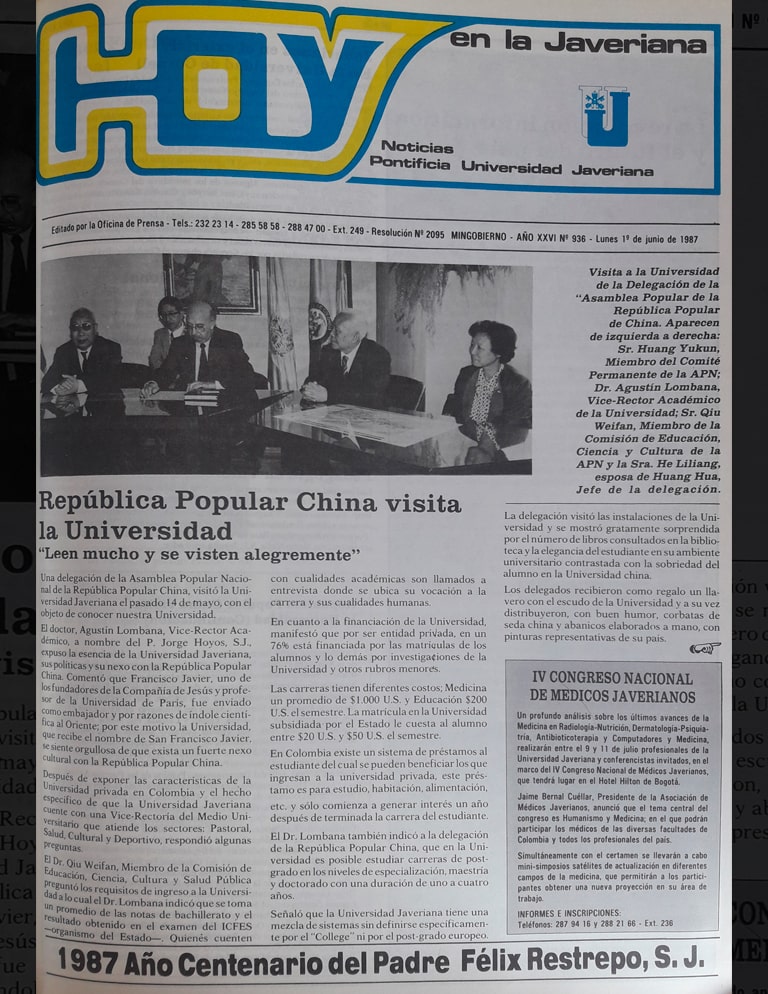 HOY
en la Javeriana
Noticias
Pontificia Universidad Javeriana
Editado por la Oficina de Prensa - Tels.: 232 23 14 - 285 58 58 - 288 47 00 - Ext. 249 - Resolución Nº 2095 MINGOBIERNO - AÑO XXVI Nº 936 - Lunes 1º de junio de 1987
Visita a la Universidad
de la Delegación de la
"Asamblea Popular de la
República Popular
de China. Aparecen
de izquierda a derecha:
Sr. Huang Yukun,
Miembro del Comité
Permanente de la APN;
Dr. Agustín Lombana,
Vice-Rector Académico
de la Universidad; Sr. Qiu
Weifan, Miembro de la
Comisión de Educación,
Ciencia y Cultura de la
APN y la Sra. He Liliang,
esposa de Huang Hua,
Jefe de la delegación.
República Popular China visita
la Universidad
"Leen mucho y se visten alegremente"
Una delegación de la Asamblea Popular Nacio-
nal de la República Popular China, visitó la Uni-
versidad Javeriana el pasado 14 de mayo, con el
objeto de conocer nuestra Universidad.
El doctor, Agustín Lombana, Vice-Rector Aca-
démico, a nombre del P. Jorge Hoyos, S.J.,
expuso la esencia de la Universidad Javeriana,
sus políticas y su nexo con la República Popular
China. Comentó que Francisco Javier, uno de
los fundadores de la Compañía de Jesús y profe-
sor de la Universidad de Paris, fue enviado
como embajador y por razones de índole cientí-
fica al Oriente; por este motivo la Universidad,
que recibe el nombre de San Francisco Javier,
se siente orgullosa de que exista un fuerte nexo
cultural con la República Popular China.
Después de exponer las características de la
Universidad privada en Colombia y el hecho
específico de que la Universidad Javeriana
cuente con una Vice-Rectoría del Medio Uni-
versitario que atiende los sectores: Pastoral,
Salud, Cultural y Deportivo, respondió algunas
preguntas.
El Dr. Qiu Weifan, Miembro de la Comisión de
Educación, Ciencia, Cultura y Salud Pública
preguntó los requisitos de ingreso a la Universi-
dad a lo cual el Dr. Lombana indicó que se toma
un promedio de las notas de bachillerato y el
resultado obtenido en el examen del ICFES
—organismo del Estado—. Quienés cuenten
con cualidades académicas son llamados a
entrevista donde se ubica su vocación a la
carrera y sus cualidades humanas.
En cuanto a la financiación de la Universidad,
manifestó que por ser entidad privada, en un
76% está financiada por las matrículas de los
alumnos y lo demás por investigaciones de la
Universidad y otros rubros menores.
Las carreras tienen diferentes costos; Medicina
un promedio de $1.000 U.S. y Educación $200
U.S. el semestre. La matrícula en la Universidad
subsidiada por el Estado le cuesta al alumno
entre $20 U.S. y $50 U.S. el semestre.
En Colombia existe un sistema de préstamos al
estudiante del cual se pueden beneficiar los que
ingresan a la universidad privada, este prés-
tamo es para estudio, habitación, alimentación,
etc. y sólo comienza a generar interés un año
después de terminada la carrera del estudiante.
El Dr. Lombana también indicó a la delegación
de la República Popular China, que en la Uni-
versidad es posible estudiar carreras de post-
grado en los niveles de especialización, maestría
y doctorado con una duración de uno a cuatro
años.
Señaló que la Universidad Javeriana tiene una
mezcla de sistemas sin definirse específicamen-
te por el "College" ni por el post-grado europeo.
La delegación visitó las instalaciones de la Uni-
versidad y se mostró gratamente sorprendida
por el número de libros consultados en la biblio-
teca y la elegancia del estudiante en su ambiente
universitario contrastada con la sobriedad del
alumno en la Universidad china.
Los delegados recibieron como regalo un lla-
vero con el escudo de la Universidad y a su vez
distribuyeron, con buen humor, corbatas de
seda china y abanicos elaborados a mano, con
pinturas representativas de su país.
IV CONGRESO NACIONAL
DE MEDICOS JAVERIANOS
Un profundo análisis sobre los últimos avances de la
Medicina en Radiología-Nutrición, Dermatología-Psiquia-
tría, Antibioticoterapia y Computadores y Medicina,
realizarán entre el 9 y 11 de julio profesionales de la
Universidad Javeriana y conferencistas invitados, en el
marco del IV Congreso Nacional de Médicos Javerianos,
que tendrá lugar en el Hotel Hilton de Bogotá.
Jaime Bernal Cuéllar, Presidente de la Asociación de
Médicos Javerianos, anunció que el tema central del
congreso es Humanismo y Medicina; en el que podrán
participar los médicos de las diversas facultades de
Colombia y todos los profesionales del país.
Simultáneamente con el certamen se llevarán a cabo
mini-simposios satélites de actualización en diferentes
campos de la medicina, que permitirán a los partici-
pantes obtener una nueva proyección en su área de
trabajo.
INFORMES E INSCRIPCIONES:
Teléfonos: 287 94 16 y 288 21 66 - Ext. 236
1987 Año Centenario del Padre Félix Restrepo, S. J.